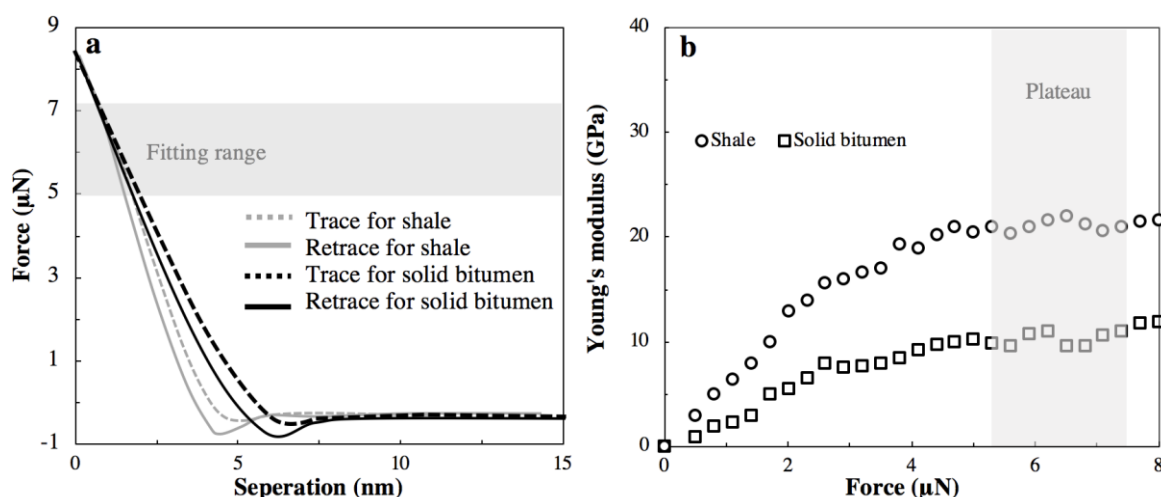 a
Force (μN)
9
7
5
3
1
-1
Fitting range
Trace for shale
Retrace for shale
Trace for solid bitumen
Retrace for solid bitumen
0
5
10
15
Seperation (nm)
b
Young's modulus (GPa)
40
30
20
10
0
Plateau
Shale
Solid bitumen
0
2
4
6
8
Force (μN)